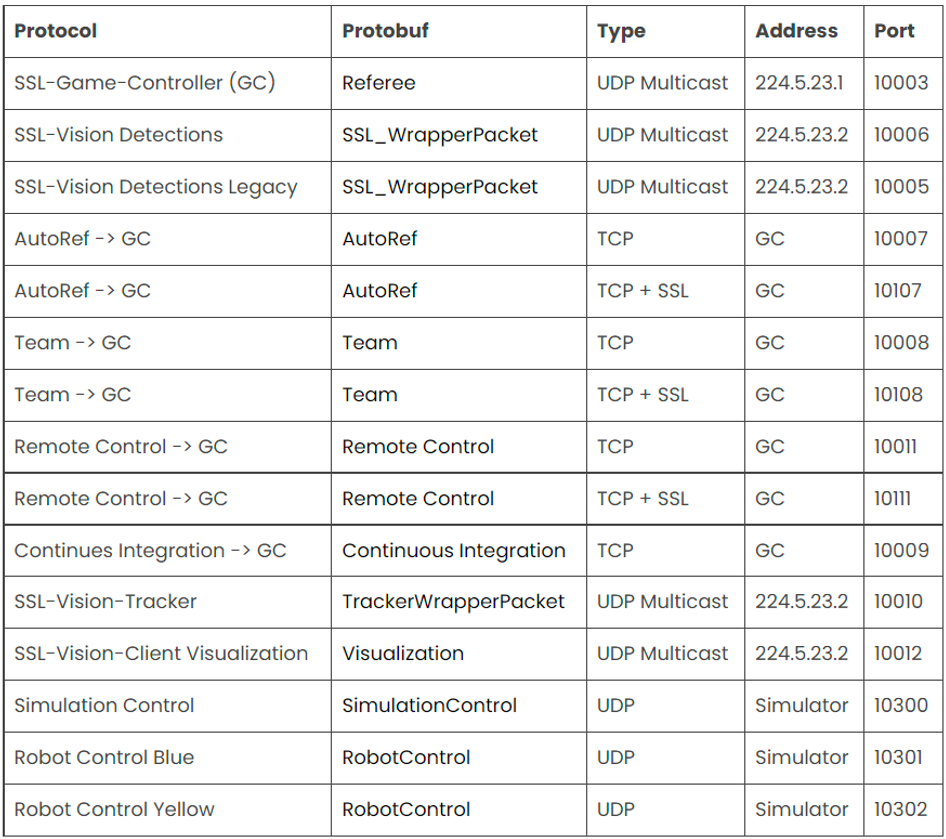 Protocol Protobuf Type Address Port
SSL-Game-Controller (GC) Referee UDP Multicast 224.5.23.1 10003
SSL-Vision Detections SSL_WrapperPacket UDP Multicast 224.5.23.2 10006
SSL-Vision Detections Legacy SSL_WrapperPacket UDP Multicast 224.5.23.2 10005
AutoRef -> GC AutoRef TCP GC 10007
AutoRef -> GC AutoRef TCP + SSL GC 10107
Team -> GC Team TCP GC 10008
Team -> GC Team TCP + SSL GC 10108
Remote Control -> GC Remote Control TCP GC 10011
Remote Control -> GC Remote Control TCP + SSL GC 10111
Continues Integration -> GC Continuous Integration TCP GC 10009
SSL-Vision-Tracker TrackerWrapperPacket UDP Multicast 224.5.23.2 10010
SSL-Vision-Client Visualization Visualization UDP Multicast 224.5.23.2 10012
Simulation Control SimulationControl UDP Simulator 10300
Robot Control Blue RobotControl UDP Simulator 10301
Robot Control Yellow RobotControl UDP Simulator 10302